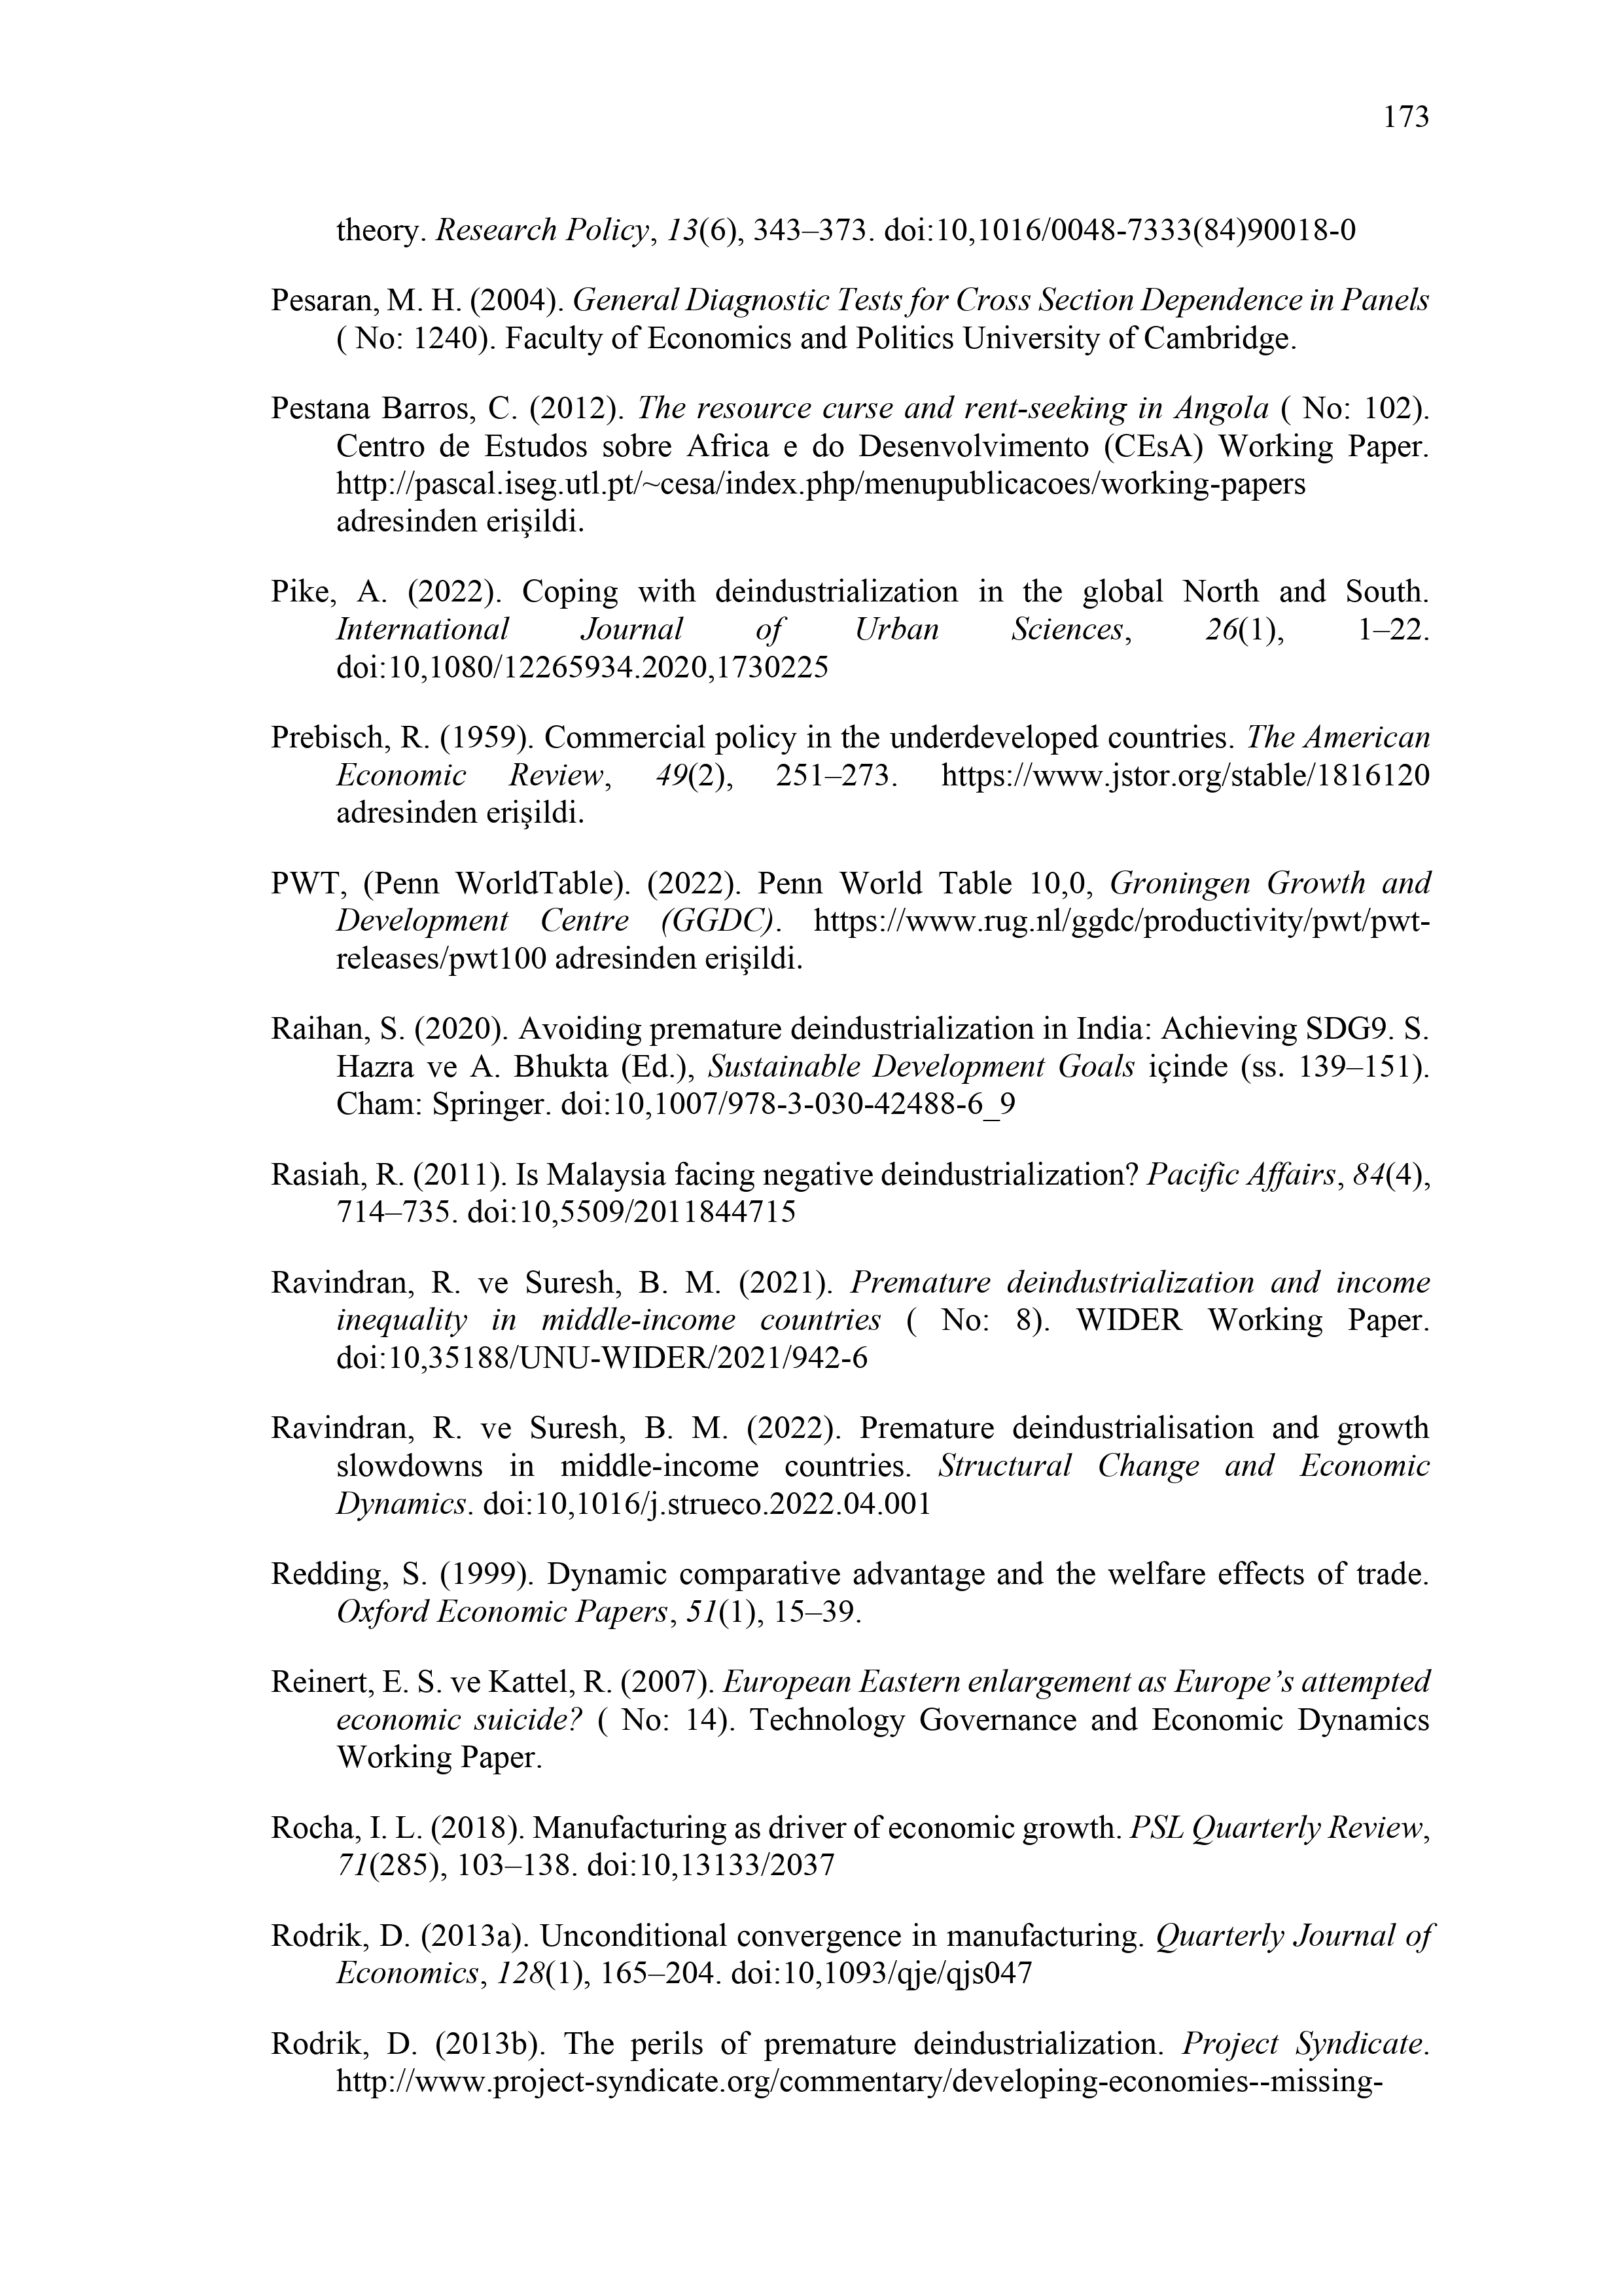 173
theory. Research Policy, 13(6), 343–373. doi:10,1016/0048-7333(84)90018-0
Pesaran, M. H. (2004). General Diagnostic Tests for Cross Section Dependence in Panels
( No: 1240). Faculty of Economics and Politics University of Cambridge.
Pestana Barros, C. (2012). The resource curse and rent-seeking in Angola ( No: 102).
Centro de Estudos sobre Africa e do Desenvolvimento (CEsA) Working Paper.
http://pascal.iseg.utl.pt/~cesa/index.php/menupublicacoes/working-papers
adresinden erişildi.
Pike, A. (2022). Coping with deindustrialization in the global North and South.
International Journal of Urban Sciences, 26(1), 1–22.
doi:10,1080/12265934.2020,1730225
Prebisch, R. (1959). Commercial policy in the underdeveloped countries. The American
Economic Review, 49(2), 251–273. https://www.jstor.org/stable/1816120
adresinden erişildi.
PWT, (Penn WorldTable). (2022). Penn World Table 10,0, Groningen Growth and
Development Centre (GGDC). https://www.rug.nl/ggdc/productivity/pwt/pwt-
releases/pwt100 adresinden erişildi.
Raihan, S. (2020). Avoiding premature deindustrialization in India: Achieving SDG9. S.
Hazra ve A. Bhukta (Ed.), Sustainable Development Goals içinde (ss. 139–151).
Cham: Springer. doi:10,1007/978-3-030-42488-6_9
Rasiah, R. (2011). Is Malaysia facing negative deindustrialization? Pacific Affairs, 84(4),
714–735. doi:10,5509/2011844715
Ravindran, R. ve Suresh, B. M. (2021). Premature deindustrialization and income
inequality in middle-income countries ( No: 8). WIDER Working Paper.
doi:10,35188/UNU-WIDER/2021/942-6
Ravindran, R. ve Suresh, B. M. (2022). Premature deindustrialisation and growth
slowdowns in middle-income countries. Structural Change and Economic
Dynamics. doi:10,1016/j.strueco.2022.04.001
Redding, S. (1999). Dynamic comparative advantage and the welfare effects of trade.
Oxford Economic Papers, 51(1), 15–39.
Reinert, E. S. ve Kattel, R. (2007). European Eastern enlargement as Europe’s attempted
economic suicide? ( No: 14). Technology Governance and Economic Dynamics
Working Paper.
Rocha, I. L. (2018). Manufacturing as driver of economic growth. PSL Quarterly Review,
71(285), 103–138. doi:10,13133/2037
Rodrik, D. (2013a). Unconditional convergence in manufacturing. Quarterly Journal of
Economics, 128(1), 165–204. doi:10,1093/qje/qjs047
Rodrik, D. (2013b). The perils of premature deindustrialization. Project Syndicate.
http://www.project-syndicate.org/commentary/developing-economies--missing-